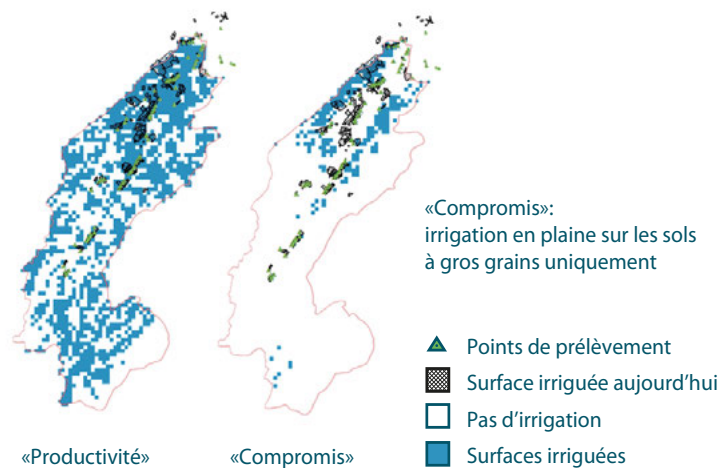 «Compromis»:
irrigation en plaine sur les sols
à gros grains uniquement
Points de prélèvement
Surface irriguée aujourd'hui
Pas d'irrigation
Surfaces irriguées
«Productivité»
«Compromis»